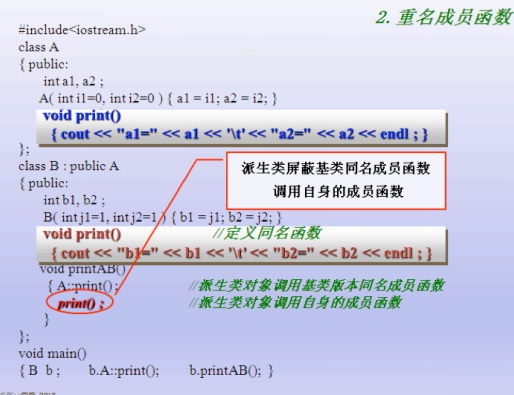 2. 重名成员函数
#include<iostream.h>
class A
{ public:
int a1, a2 ;
A( int i1=0, int i2=0 ) { a1 = i1; a2 = i2; }
void print()
{ cout << "a1=" << a1 << '\t' << "a2=" << a2 << endl ; }
};
class B : public A
{ public:
派生类屏蔽基类同名成员函数
调用自身的成员函数
int b1, b2 ;
B( int j1=1, int j2=1 ) { b1 = j1; b2 = j2; }
void print() //定义同名函数
{ cout << "b1=" << b1 << '\t' << "b2=" << b2 << endl ; }
void printAB()
{ A::print(); //派生类对象调用基类版本同名成员函数
print() ; //派生类对象调用自身的成员函数
}
};
void main()
{ B b ; b.A::print(); b.printAB(); }